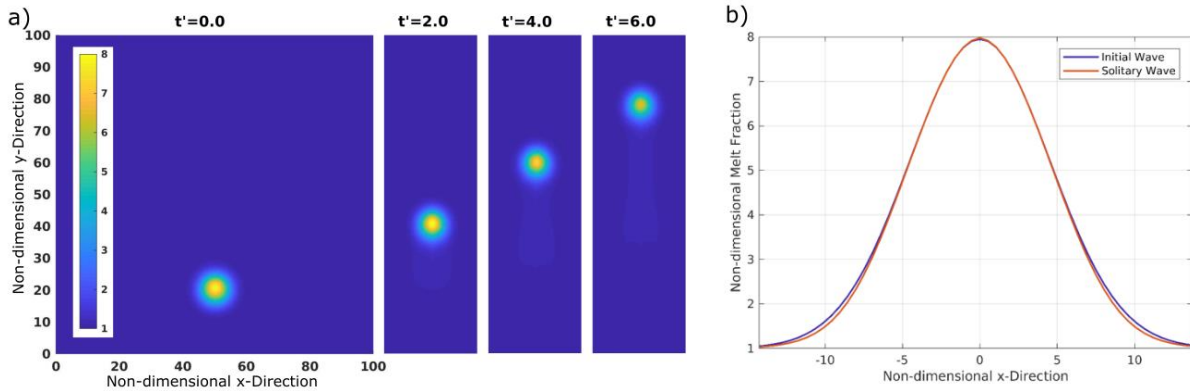 a)
t'=0.0
t'=2.0
t'=4.0
t'=6.0
Non-dimensional y-Direction
100
90
80
70
60
50
40
30
20
10
0
8
7
6
5
4
3
2
1
0 20 40 60 80 100
Non-dimensional x-Direction
b)
Non-dimensional Melt Fraction
8
7
6
5
4
3
2
1
Initial Wave
Solitary Wave
-10 -5 0 5 10
Non-dimensional x-Direction